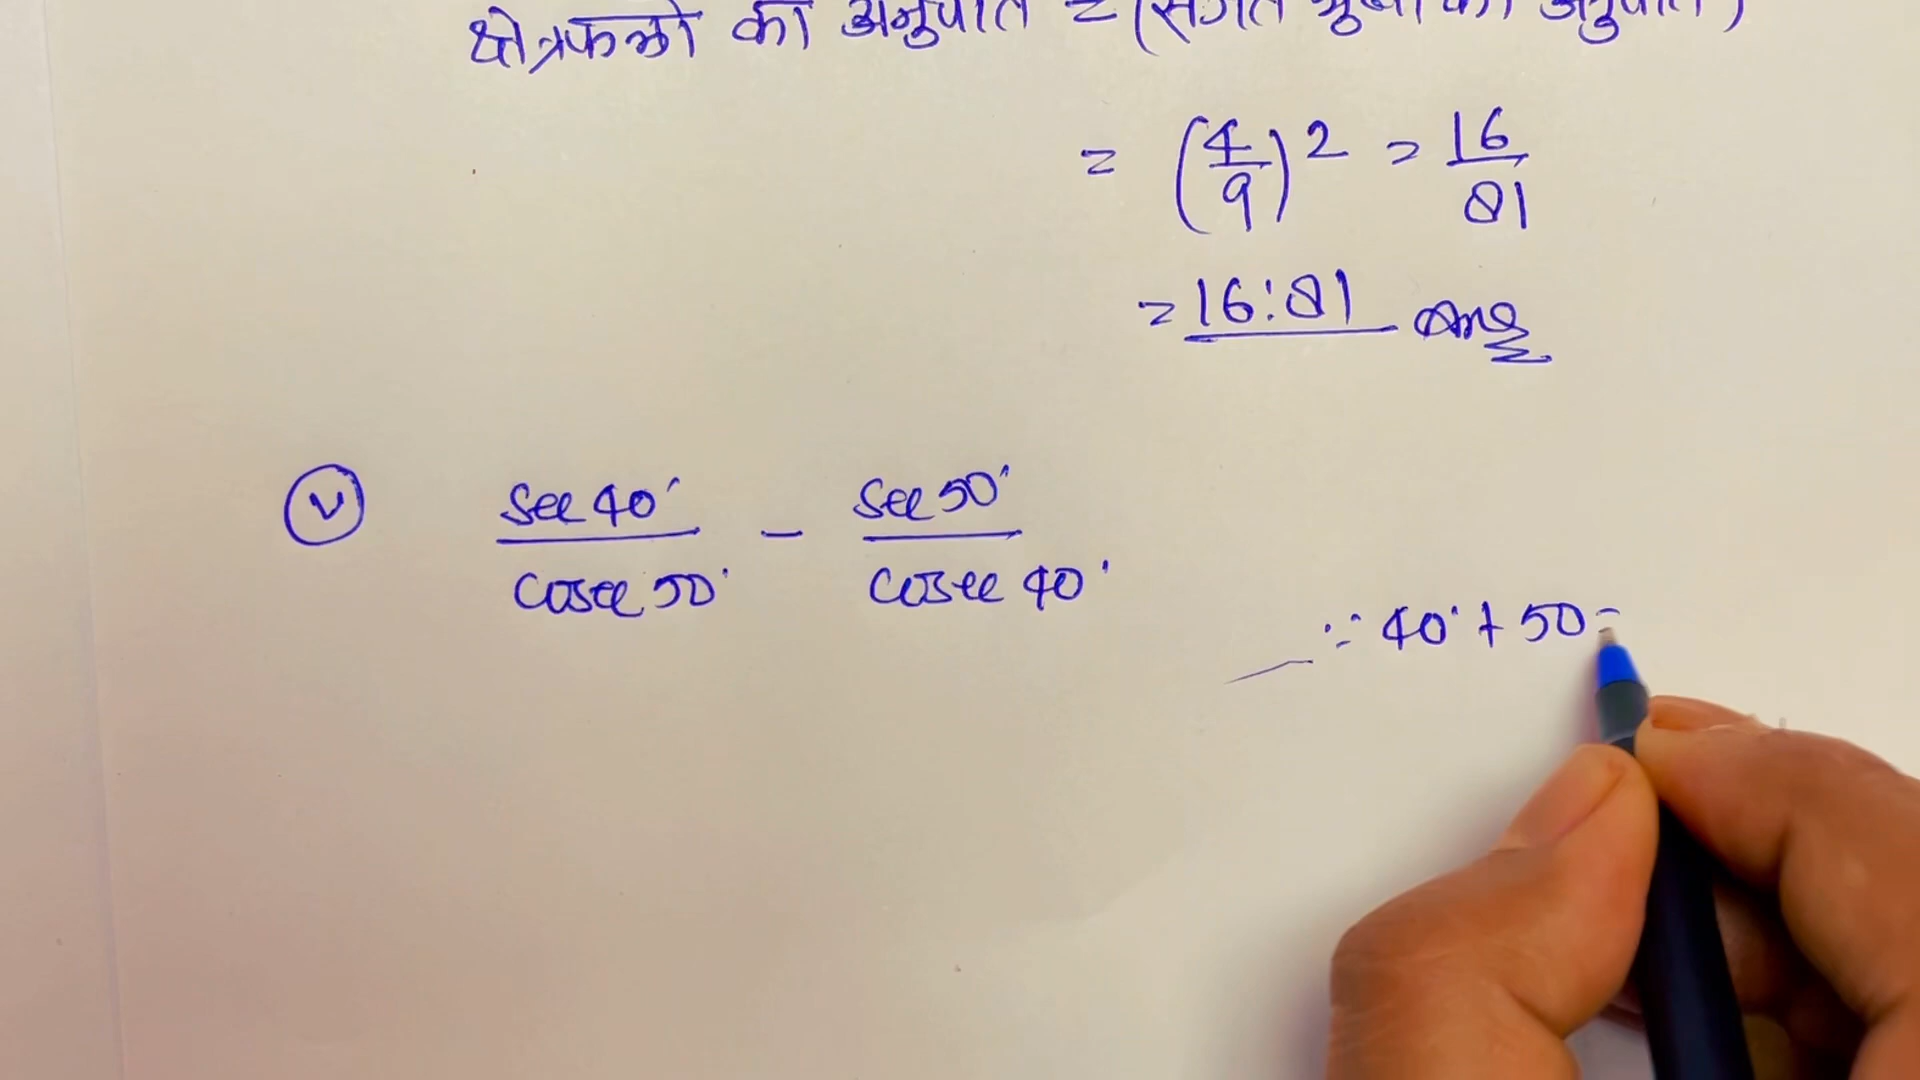 क्षेत्रफलो का अनुपात = (संगत भुजा का अनुपात)
= (4/9)2 = 16/81
= 16:81 Ans
V sec 40° / cosec 50° - sec 50° / cosec 40°
∵ 40° + 50 =